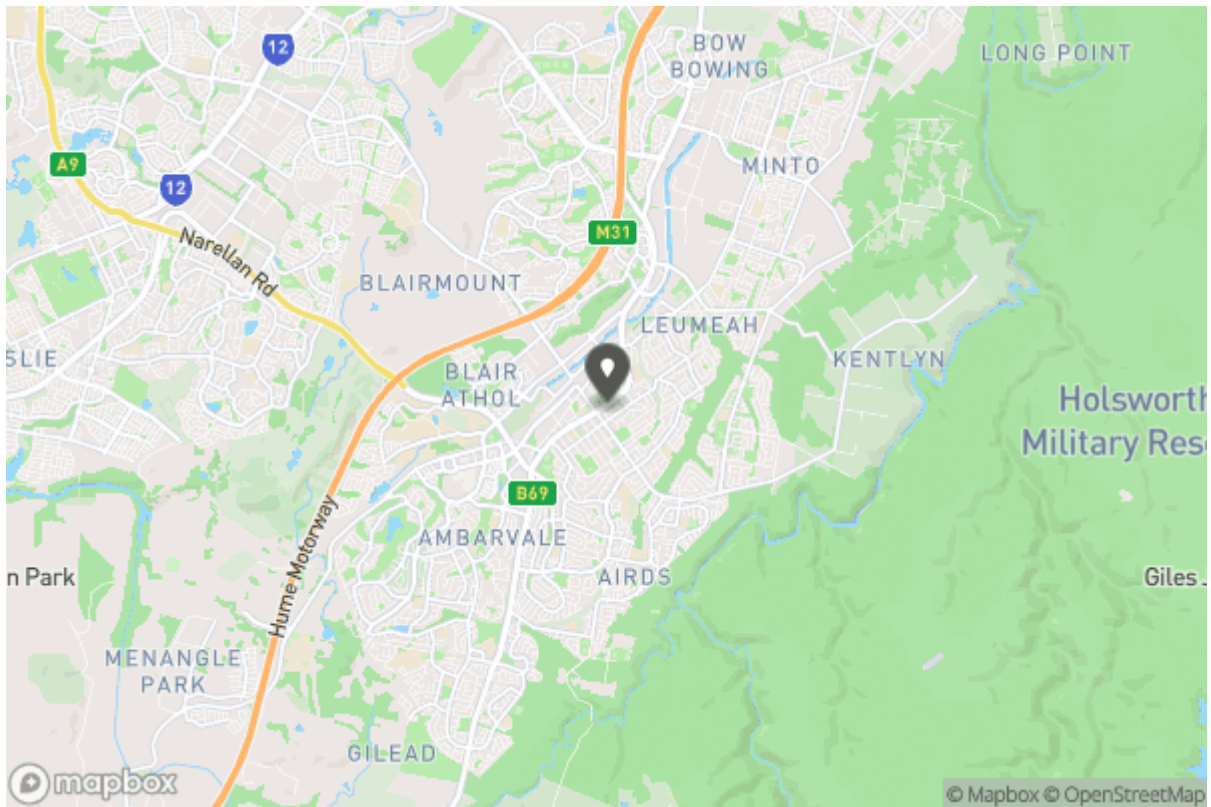 BOW
BOWING
LONG POINT
12
A9
MINTO
12
M31
Narellan Rd
BLAIRMOUNT
LEUMEAH
SLIE
KENTLYN
BLAIR
ATHOL
Holsworth
Military Rese
B69
AMBARVALE
Hume Motorway
n Park
AIRDS
Giles J
MENANGLE
PARK
GILEAD
mapbox
© Mapbox © OpenStreetMap